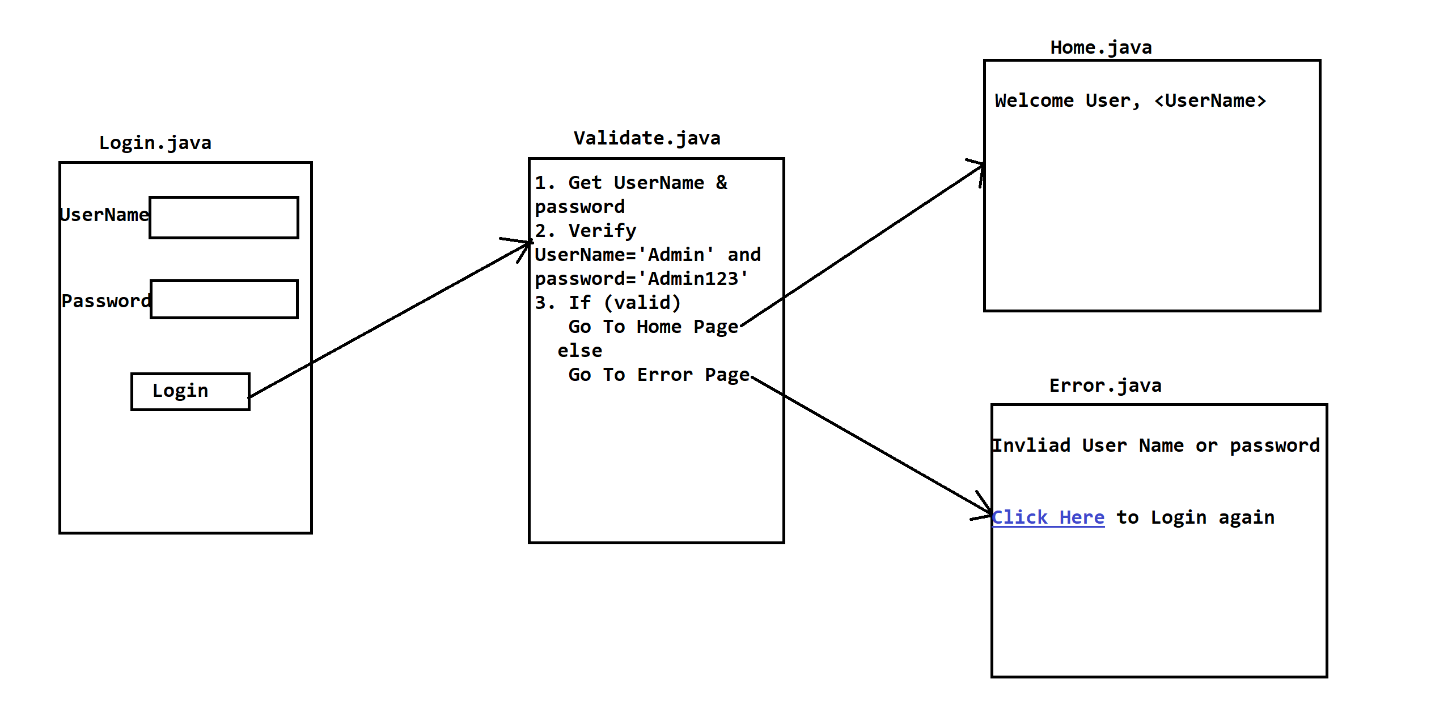 Login.java
UserName
Password
Login
Validate.java
1. Get UserName &
password
2. Verify
UserName='Admin' and
password='Admin123'
3. If (valid)
Go To Home Page
else
Go To Error Page
Home.java
Welcome User, <UserName>
Error.java
Invliad User Name or password
Click Here to Login again